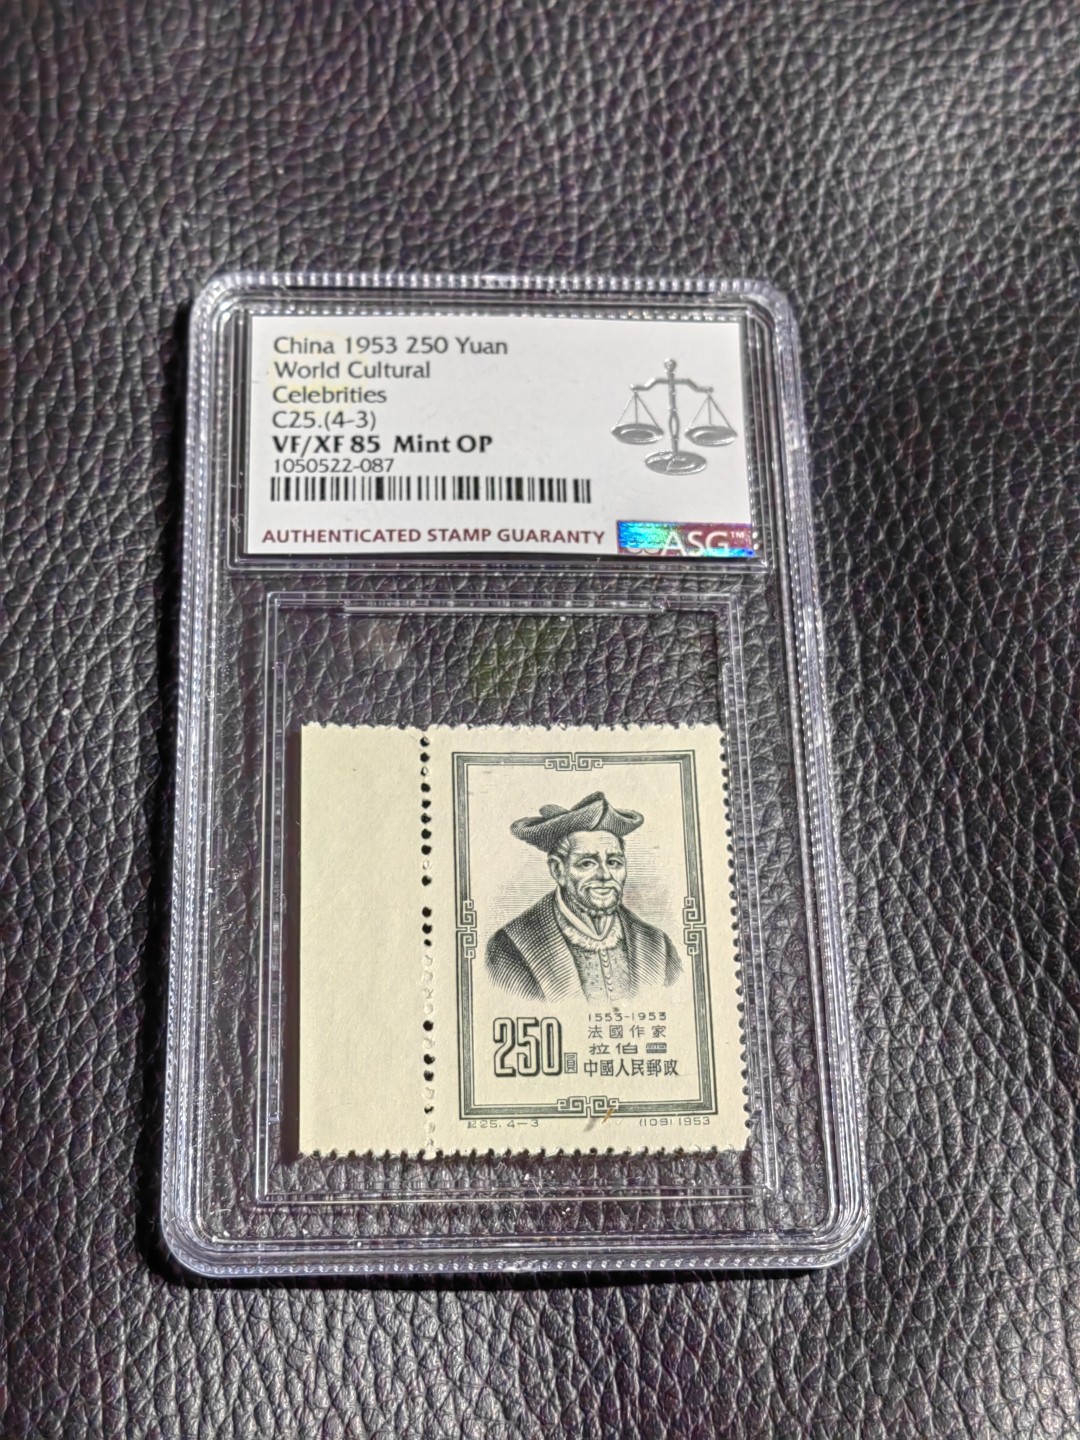 China 1953 250 Yuan
World Cultural
Celebrities
C25.(4-3)
VF/XF 85 Mint OP
1050522-087
AUTHENTICATED STAMP GUARANTY
ASG™
1553-1953
法國作家
拉伯雷
250圓
中國人民郵政
紀25.4-3
(109)1953